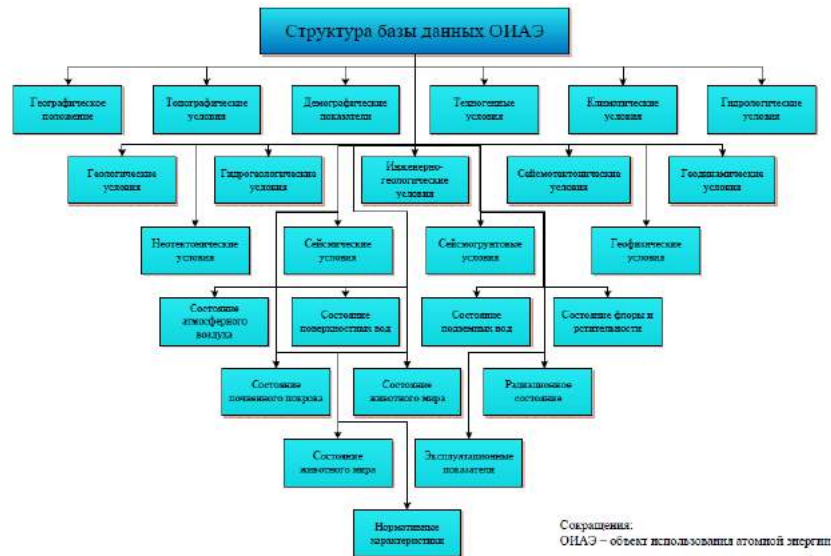 Структура базы данных ОИАЭ
Географическое
положение
Топографические
условия
Демографические
показатели
Техногенные
условия
Климатические
условия
Гидрологические
условия
Геологические
условия
Гидрогеологические
условия
Инженерно-
геологические
условия
Сейсмотектонические
условия
Геодинамические
условия
Неотектонические
условия
Сейсмические
условия
Сейсмогрунтовые
условия
Геофизические
условия
Состояние
атмосферного
воздуха
Состояние
поверхностных вод
Состояние
подземных вод
Состояние флоры и
Состояние
почвенного покрова
Состояние
животного мира
Радиационное
состояние
Состояние
животного мира
Эксплуатационные
показатели
Нормативные
характеристики
Сокращения:
ОИАЭ – объект использования атомной энергии